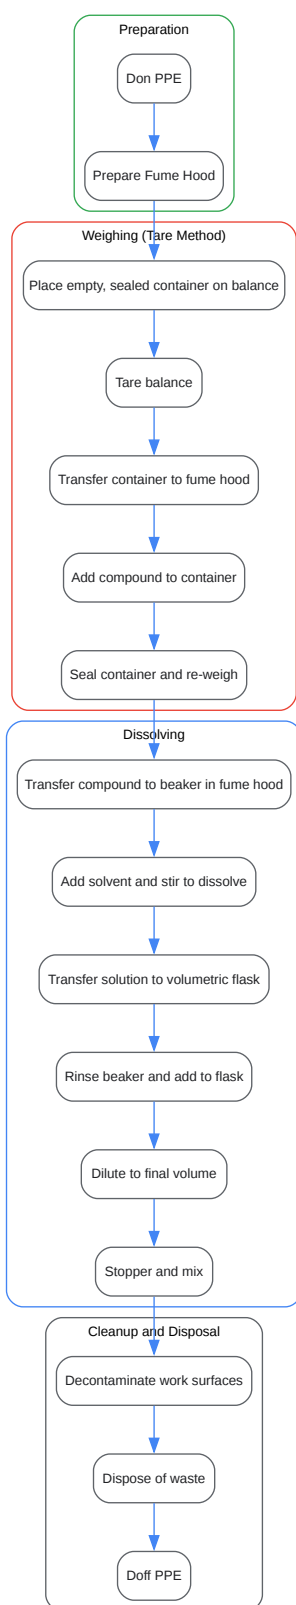 Preparation
Don PPE
Prepare Fume Hood
Weighing (Tare Method)
Place empty, sealed container on balance
Tare balance
Transfer container to fume hood
Add compound to container
Seal container and re-weigh
Dissolving
Transfer compound to beaker in fume hood
Add solvent and stir to dissolve
Transfer solution to volumetric flask
Rinse beaker and add to flask
Dilute to final volume
Stopper and mix
Cleanup and Disposal
Decontaminate work surfaces
Dispose of waste
Doff PPE